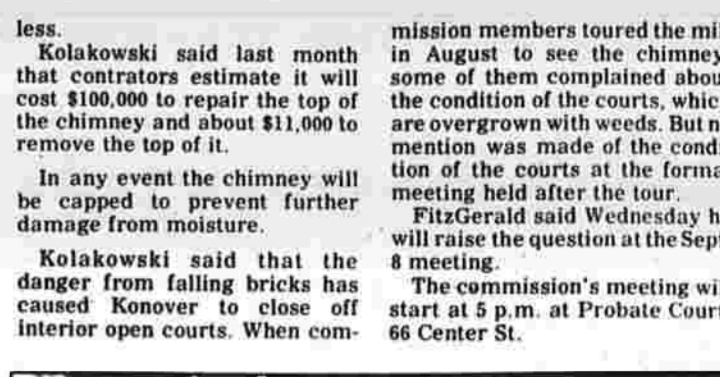 less.
Kolakowski said last month
that contrators estimate it will
cost $100,000 to repair the top of
the chimney and about $11,000 to
remove the top of it.
In any event the chimney will
be capped to prevent further
damage from moisture.
Kolakowski said that the
danger from falling bricks has
caused Konover to close off
interior open courts. When com-
mission members toured the mi
in August to see the chimney
some of them complained abou
the condition of the courts, whic
are overgrown with weeds. But n
mention was made of the condi
tion of the courts at the forma
meeting held after the tour.
FitzGerald said Wednesday h
will raise the question at the Sept
8 meeting.
The commission's meeting wi
start at 5 p.m. at Probate Court
66 Center St.